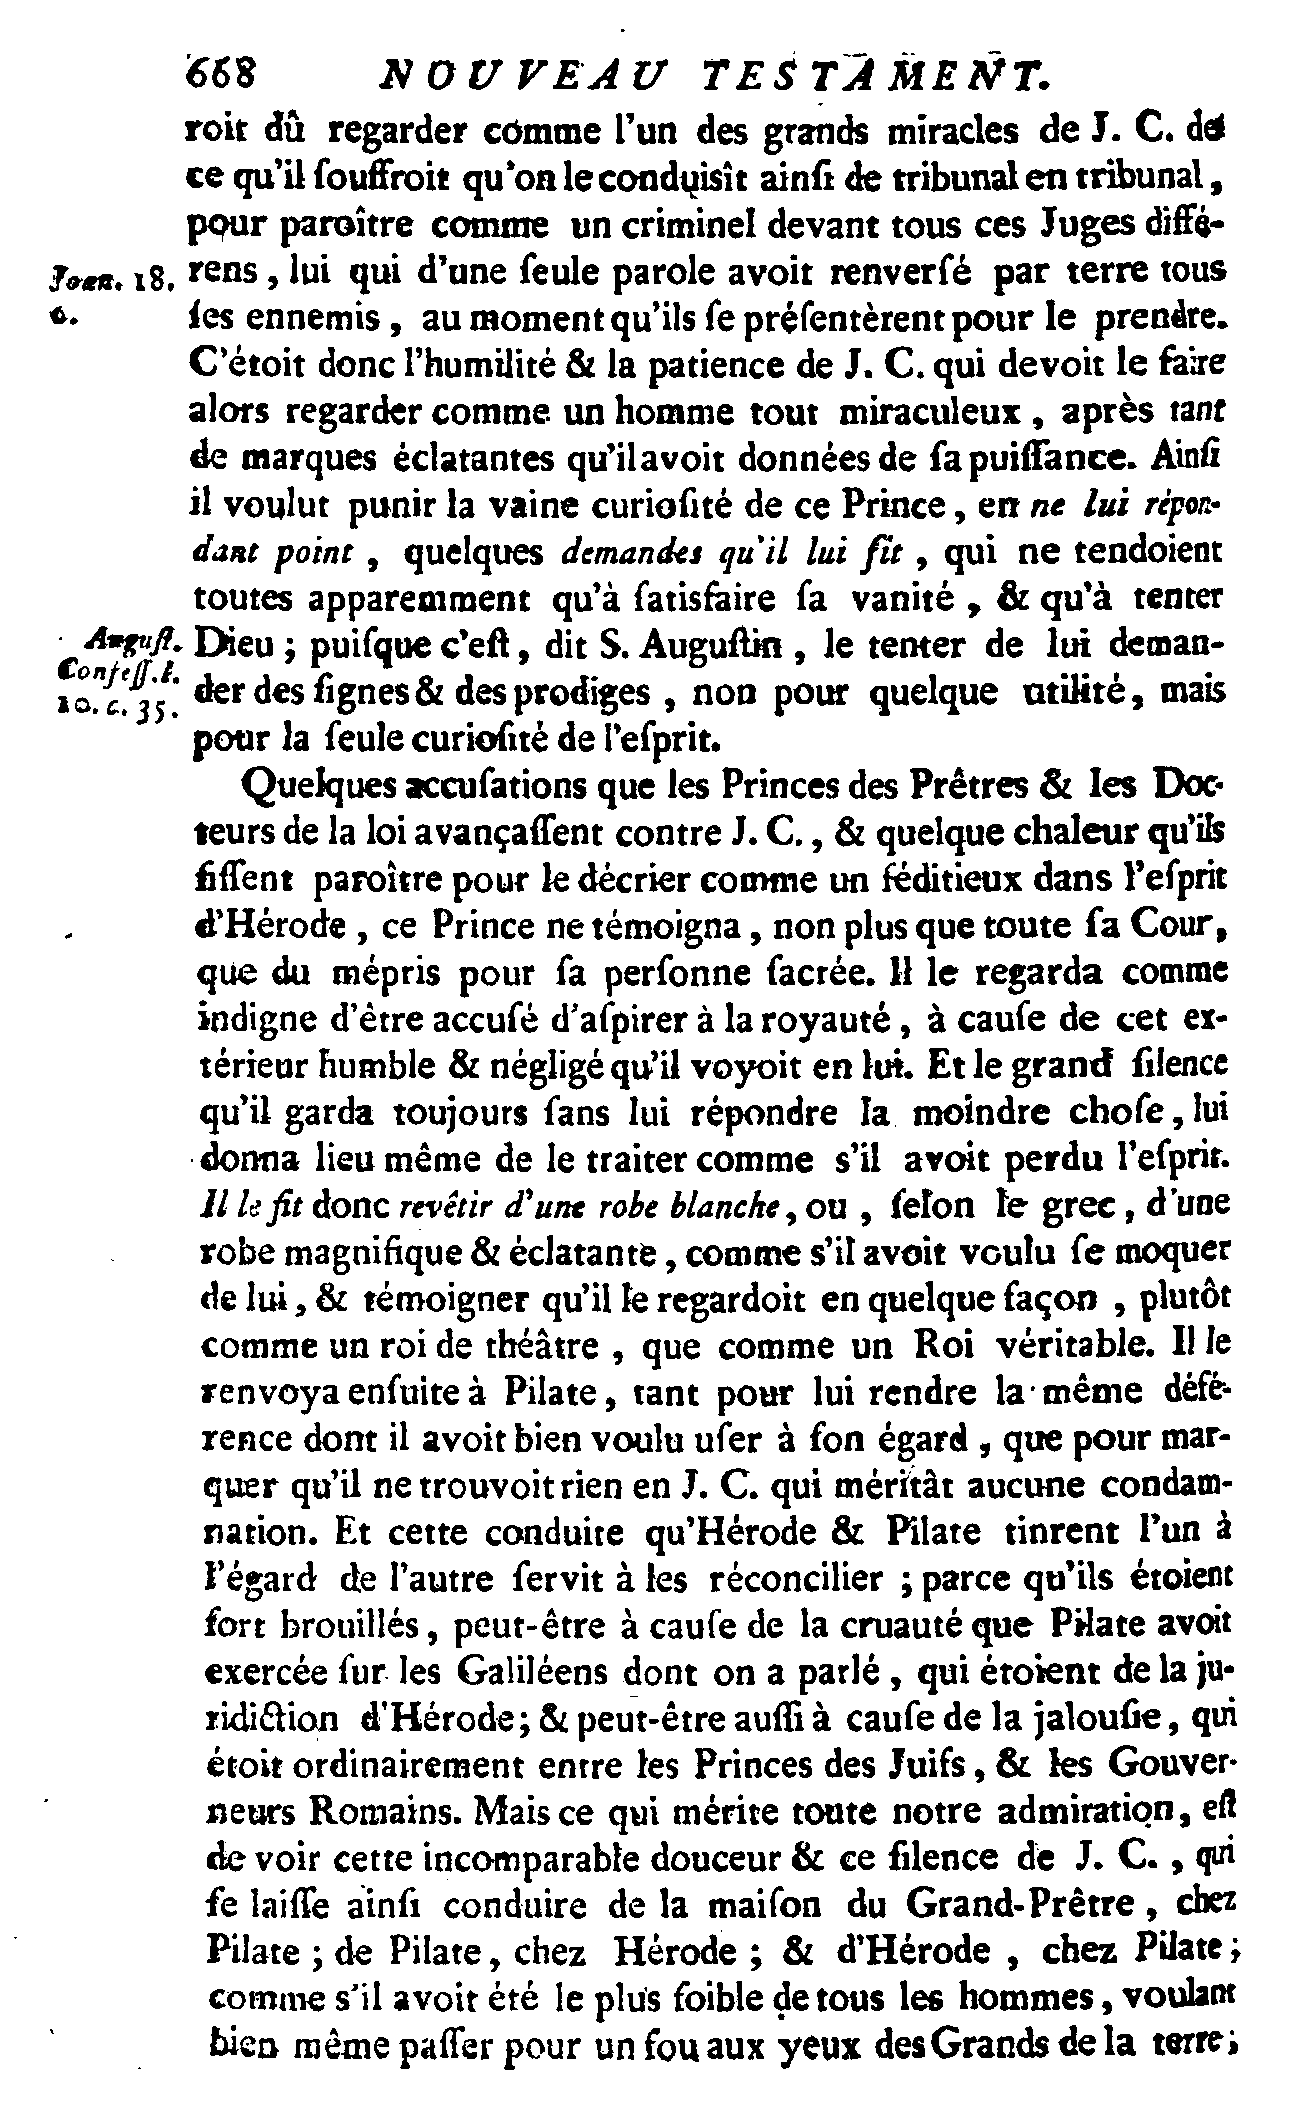 668 NOUVEAU TESTAMENT.
roit dû regarder comme l'un des grands miracles de J. C. de
ce qu'il ſouffroit qu'on le conduisît ainſi de tribunal en tribunal,
pour paroître comme un criminel devant tous ces Juges diffé-
Joan. 18. rens, lui qui d'une ſeule parole avoit renverſé par terre tous
6. ſes ennemis, au moment qu'ils ſe préſentèrent pour le prendre.
C'étoit donc l'humilité & la patience de J. C. qui devoit le faire
alors regarder comme un homme tout miraculeux, après tant
de marques éclatantes qu'il avoit données de ſa puiſſance. Ainſi
il voulut punir la vaine curioſité de ce Prince, en ne lui répon-
dant point, quelques demandes qu'il lui fît, qui ne tendoient
toutes apparemment qu'à ſatisfaire ſa vanité, & qu'à tenter
Auguſt. Dieu; puiſque c'eſt, dit S. Auguſtin, le tenter de lui deman-
Confeſſ. l.
10. c. 35. der des ſignes & des prodiges, non pour quelque utilité, mais
pour la ſeule curioſité de l'eſprit.
Quelques accuſations que les Princes des Prêtres & les Doc-
teurs de la loi avançaſſent contre J. C., & quelque chaleur qu'ils
fiſſent paroître pour le décrier comme un ſéditieux dans l'eſprit
d'Hérode, ce Prince ne témoigna, non plus que toute ſa Cour,
que du mépris pour ſa perſonne ſacrée. Il le regarda comme
indigne d'être accuſé d'aſpirer à la royauté, à cauſe de cet ex-
térieur humble & négligé qu'il voyoit en lui. Et le grand ſilence
qu'il garda toujours ſans lui répondre la moindre choſe, lui
donna lieu même de le traiter comme s'il avoit perdu l'eſprit.
Il le fit donc revêtir d'une robe blanche, ou, ſelon le grec, d'une
robe magnifique & éclatante, comme s'il avoit voulu ſe moquer
de lui, & témoigner qu'il le regardoit en quelque façon, plutôt
comme un roi de théâtre, que comme un Roi véritable. Il le
renvoya enſuite à Pilate, tant pour lui rendre la même défé-
rence dont il avoit bien voulu uſer à ſon égard, que pour mar-
quer qu'il ne trouvoit rien en J. C. qui méritât aucune condam-
nation. Et cette conduite qu'Hérode & Pilate tinrent l'un à
l'égard de l'autre ſervit à les réconcilier; parce qu'ils étoient
fort brouillés, peut-être à cauſe de la cruauté que Pilate avoit
exercée ſur les Galiléens dont on a parlé, qui étoient de la ju-
ridiction d'Hérode; & peut-être auſſi à cauſe de la jalouſie, qui
étoit ordinairement entre les Princes des Juifs, & les Gouver-
neurs Romains. Mais ce qui mérite toute notre admiration, eſt
de voir cette incomparable douceur & ce ſilence de J. C., qui
ſe laiſſe ainſi conduire de la maiſon du Grand-Prêtre, chez
Pilate; de Pilate, chez Hérode; & d'Hérode, chez Pilate;
comme s'il avoit été le plus foible de tous les hommes, voulant
bien même paſſer pour un fou aux yeux des Grands de la terre;